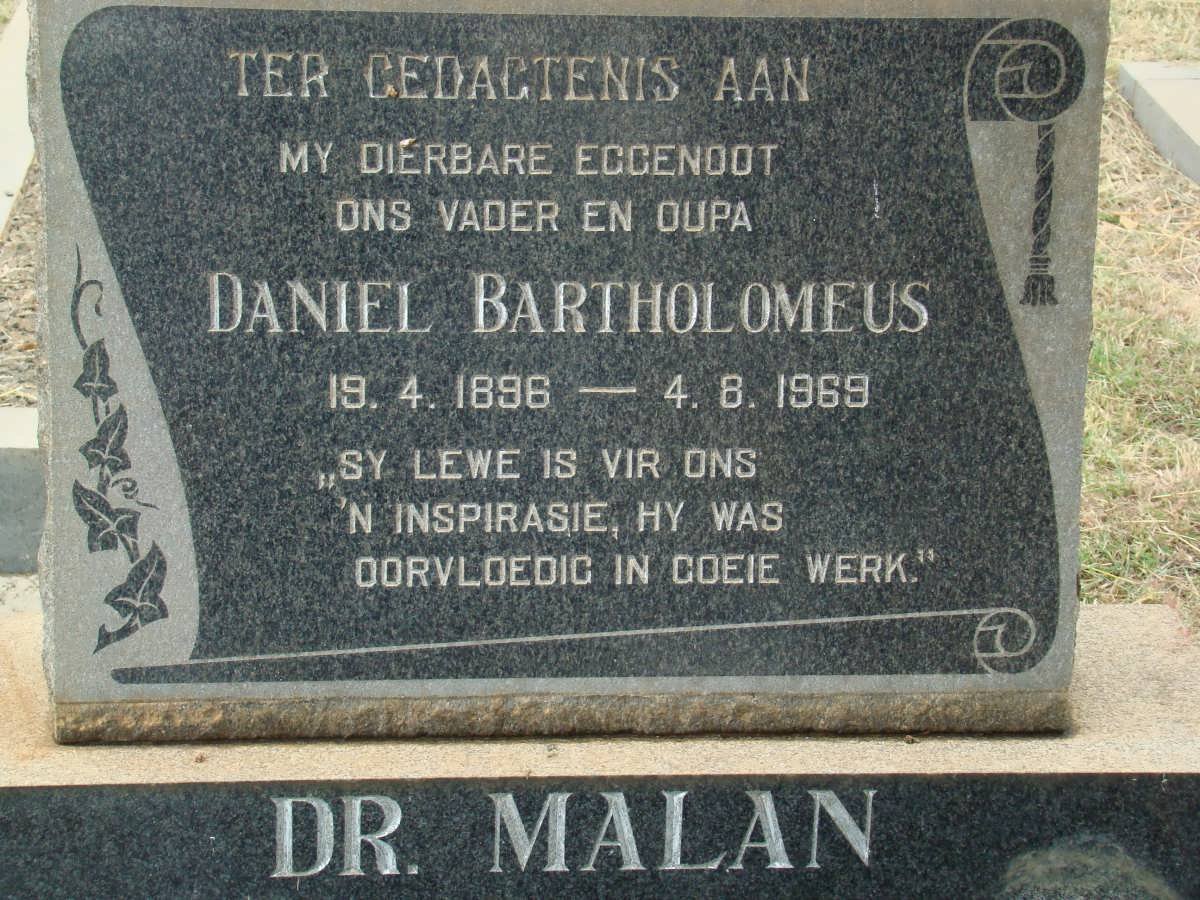 TER GEDAGTENIS AAN
MY DIERBARE EGGENOOT
ONS VADER EN OUPA
DANIEL BARTHOLOMEUS
19. 4. 1896 — 4. 8. 1969
„SY LEWE IS VIR ONS
'N INSPIRASIE, HY WAS
OORVLOEDIG IN GOEIE WERK."
DR. MALAN